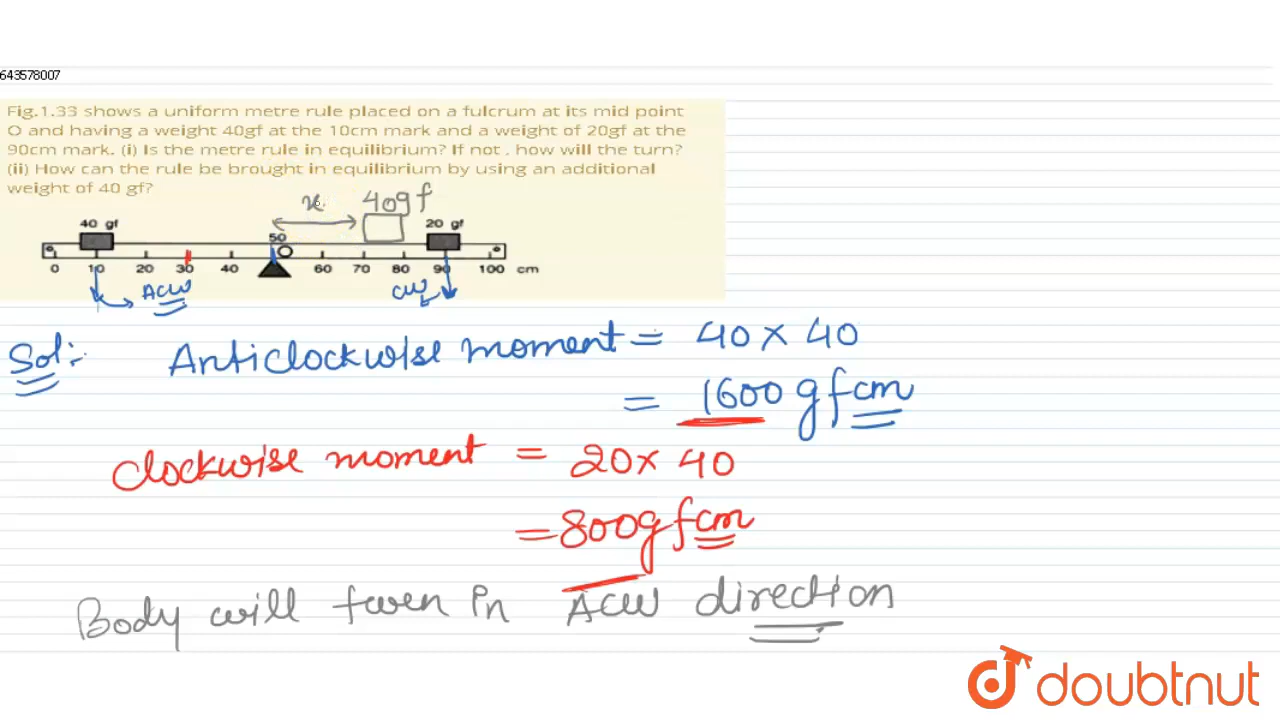 643578007
Fig.1.33 shows a uniform metre rule placed on a fulcrum at its mid point
O and having a weight 40gf at the 10cm mark and a weight of 20gf at the
90cm mark. (i) Is the metre rule in equilibrium? If not , how will the turn?
(ii) How can the rule be brought in equilibrium by using an additional
weight of 40 gf?
x 40gf
40 gf 50 20 gf
0 10 20 30 40 60 70 80 90 100 cm
ACW CW
Sol:- Anticlockwise moment = 40 × 40
= 1600 gfcm
Clockwise moment = 20 × 40
= 800gfcm
Body will turen in ACW direction
doubtnut